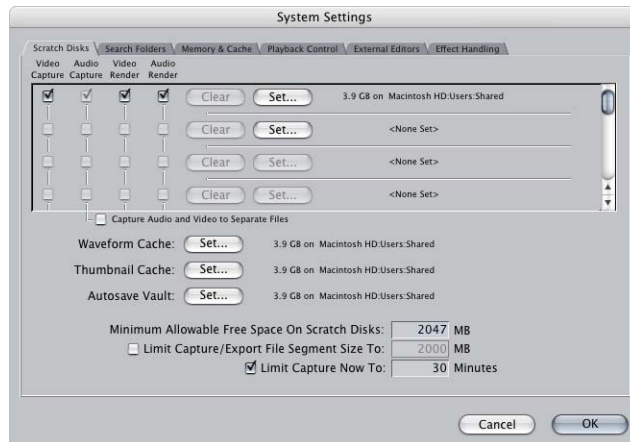 System Settings
Scratch Disks Search Folders Memory & Cache Playback Control External Editors Effect Handling
Video Capture Audio Capture Video Render Audio Render
Clear Set... 3.9 GB on Macintosh HD:Users:Shared
Clear Set... <None Set>
Clear Set... <None Set>
Clear Set... <None Set>
Capture Audio and Video to Separate Files
Waveform Cache: Set... 3.9 GB on Macintosh HD:Users:Shared
Thumbnail Cache: Set... 3.9 GB on Macintosh HD:Users:Shared
Autosave Vault: Set... 3.9 GB on Macintosh HD:Users:Shared
Minimum Allowable Free Space On Scratch Disks: 2047 MB
Limit Capture/Export File Segment Size To: 2000 MB
Limit Capture Now To: 30 Minutes
Cancel OK